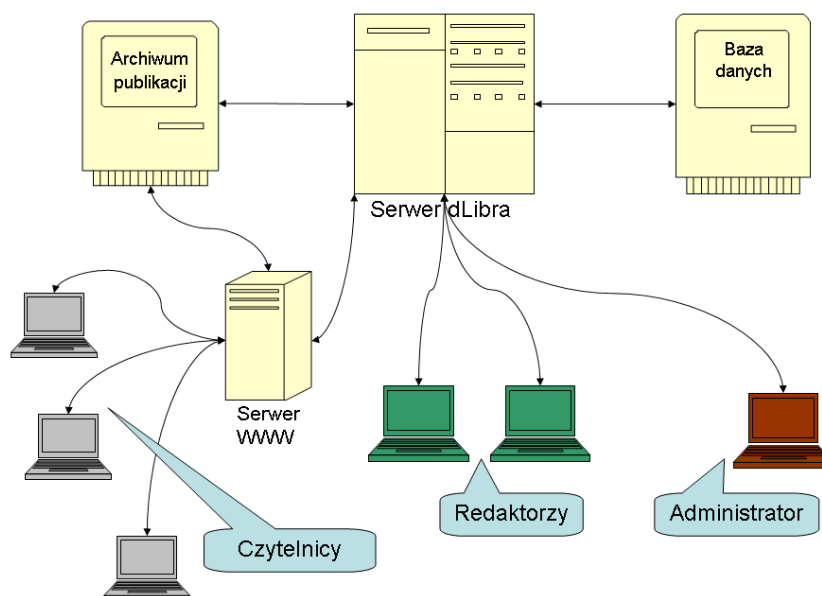 Archiwum
publikacji
Baza
danych
Serwer dLibra
Serwer
WWW
Redaktorzy
Administrator
Czytelnicy